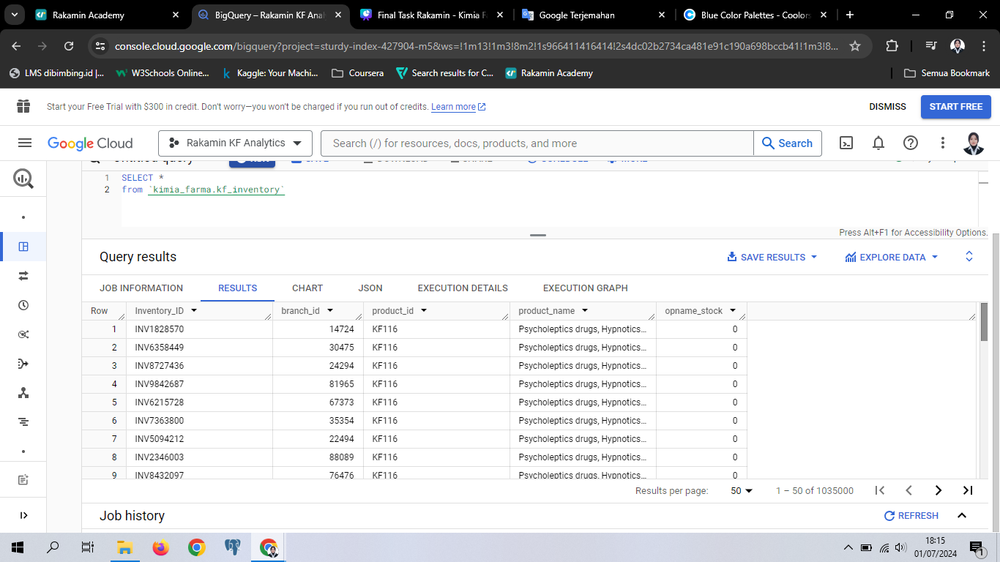 Rakamin Academy
BigQuery – Rakamin KF Anal
Final Task Rakamin - Kimia F
Google Terjemahan
Blue Color Palettes - Coolors
console.cloud.google.com/bigquery?project=sturdy-index-427904-m5&ws=!1m13!1m3!8m2!1s966411416414!2s4dc02b2734ca481e91c190a698bccb41!1m3!8...
LMS dibimbing.id |...
W3Schools Online...
Kaggle: Your Machi...
Coursera
Search results for C...
Rakamin Academy
Semua Bookmark
Start your Free Trial with $300 in credit. Don't worry—you won't be charged if you run out of credits. Learn more
DISMISS
START FREE
Google Cloud
Rakamin KF Analytics
Search (/) for resources, docs, products, and more
Search
Untitled query
SAVE
DOWNLOAD
SHARE
SCHEDULE
MORE
1 SELECT *
2 from `kimia_farma.kf_inventory`
Press Alt+F1 for Accessibility Options.
Query results
SAVE RESULTS
EXPLORE DATA
JOB INFORMATION
RESULTS
CHART
JSON
EXECUTION DETAILS
EXECUTION GRAPH
Row Inventory_ID branch_id product_id product_name opname_stock
1 INV1828570 14724 KF116 Psycholeptics drugs, Hypnotics... 0
2 INV6358449 30475 KF116 Psycholeptics drugs, Hypnotics... 0
3 INV8727436 24294 KF116 Psycholeptics drugs, Hypnotics... 0
4 INV9842687 81965 KF116 Psycholeptics drugs, Hypnotics... 0
5 INV6215728 67373 KF116 Psycholeptics drugs, Hypnotics... 0
6 INV7363800 35354 KF116 Psycholeptics drugs, Hypnotics... 0
7 INV5094212 22494 KF116 Psycholeptics drugs, Hypnotics... 0
8 INV2346003 88089 KF116 Psycholeptics drugs, Hypnotics... 0
9 INV8432097 76476 KF116 Psycholeptics drugs, Hypnotics... 0
Results per page: 50 1 – 50 of 1035000
Job history
REFRESH
18:15
01/07/2024
1